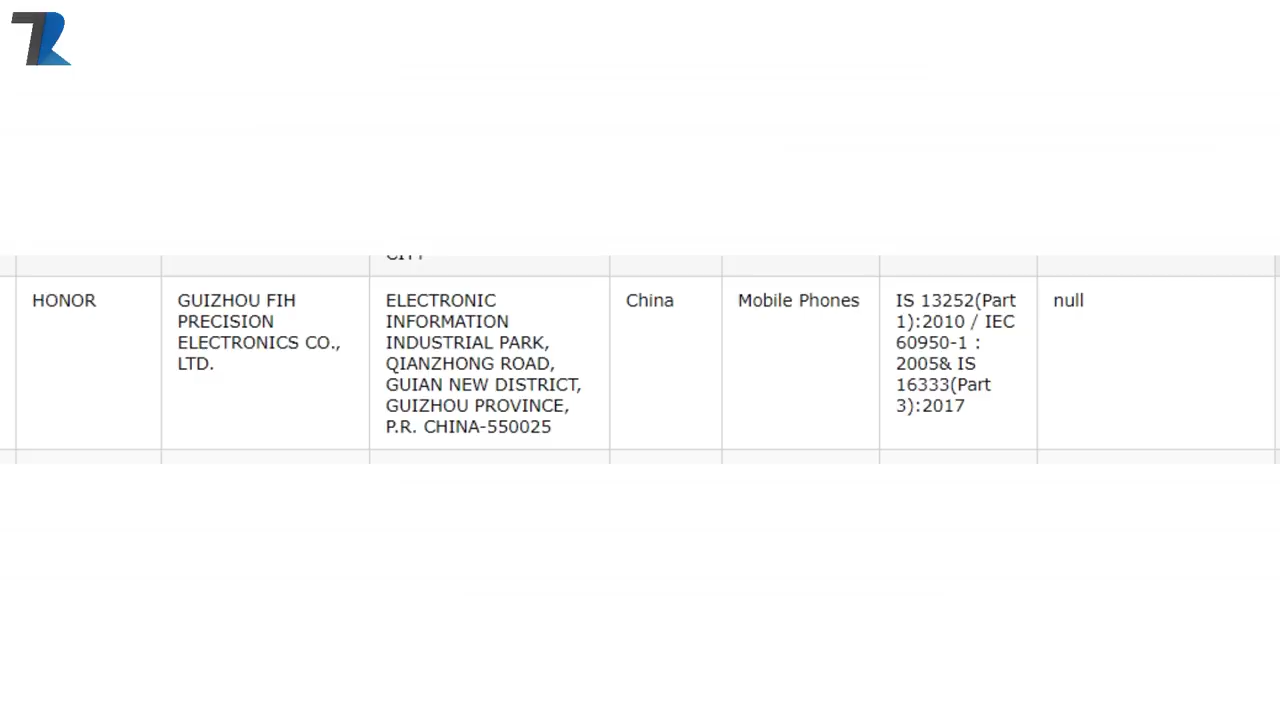 CITY
HONOR
GUIZHOU FIH
PRECISION
ELECTRONICS CO.,
LTD.
ELECTRONIC
INFORMATION
INDUSTRIAL PARK,
QIANZHONG ROAD,
GUIAN NEW DISTRICT,
GUIZHOU PROVINCE,
P.R. CHINA-550025
China
Mobile Phones
IS 13252(Part
1):2010 / IEC
60950-1 :
2005& IS
16333(Part
3):2017
null